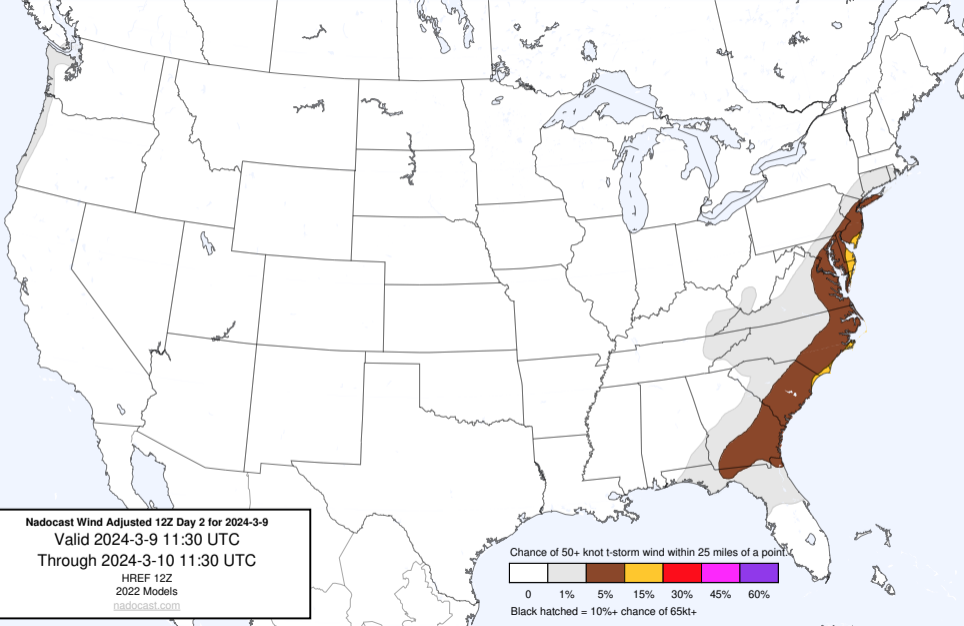 Nadocast Wind Adjusted 12Z Day 2 for 2024-3-9
Valid 2024-3-9 11:30 UTC
Through 2024-3-10 11:30 UTC
HREF 12Z
2022 Models
nadocast.com
Chance of 50+ knot t-storm wind within 25 miles of a point.
0 1% 5% 15% 30% 45% 60%
Black hatched = 10%+ chance of 65kt+